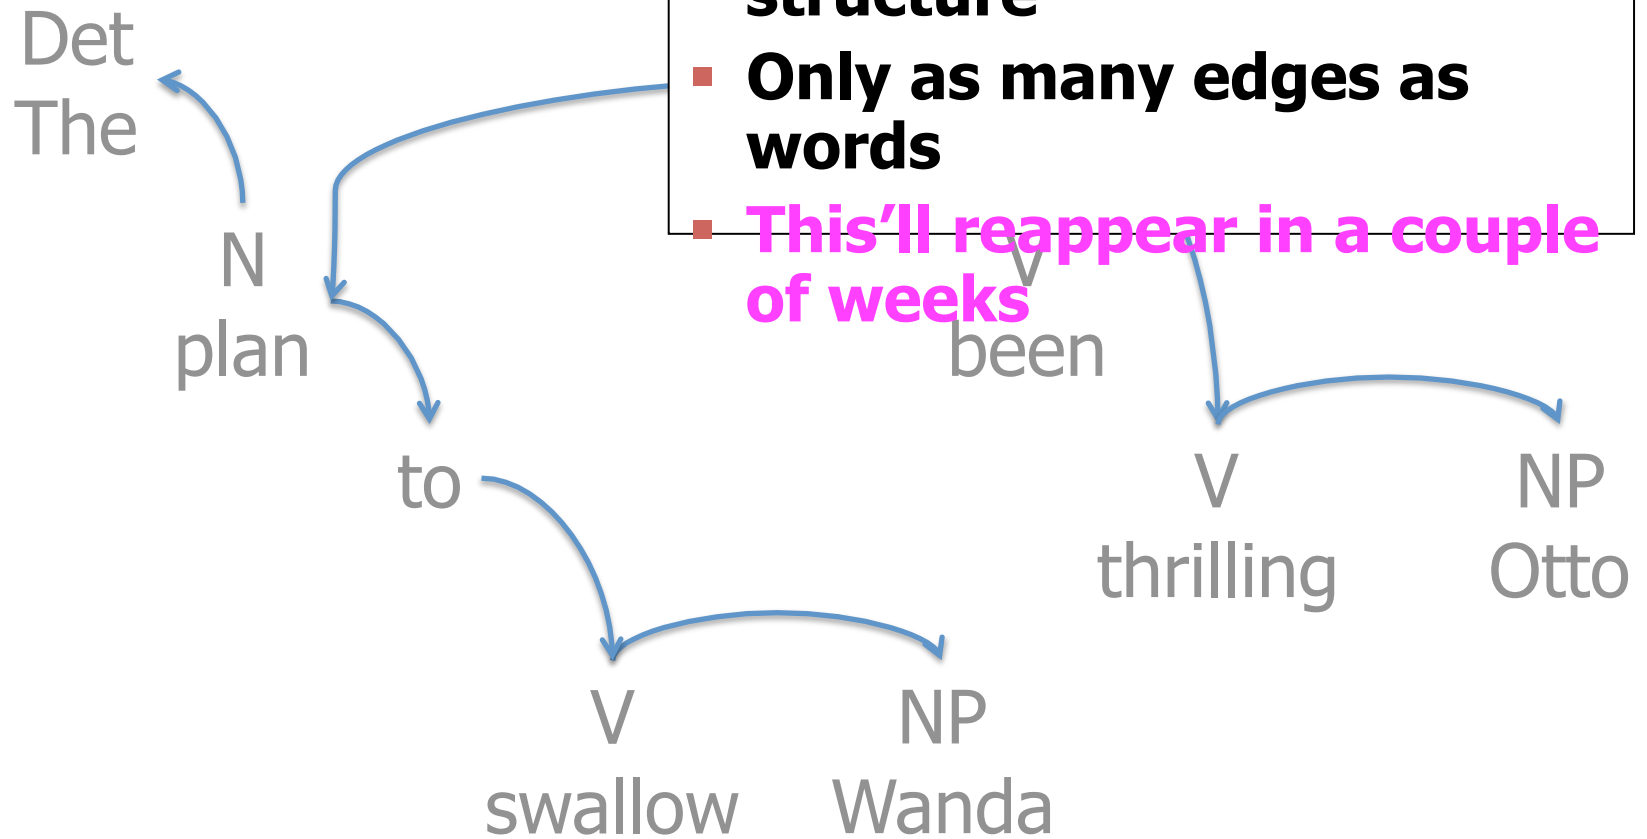 structure
Det
The
Only as many edges as
words
This'll reappear in a couple
of weeks
N
plan
V
been
to
V
thrilling
NP
Otto
V
swallow
NP
Wanda